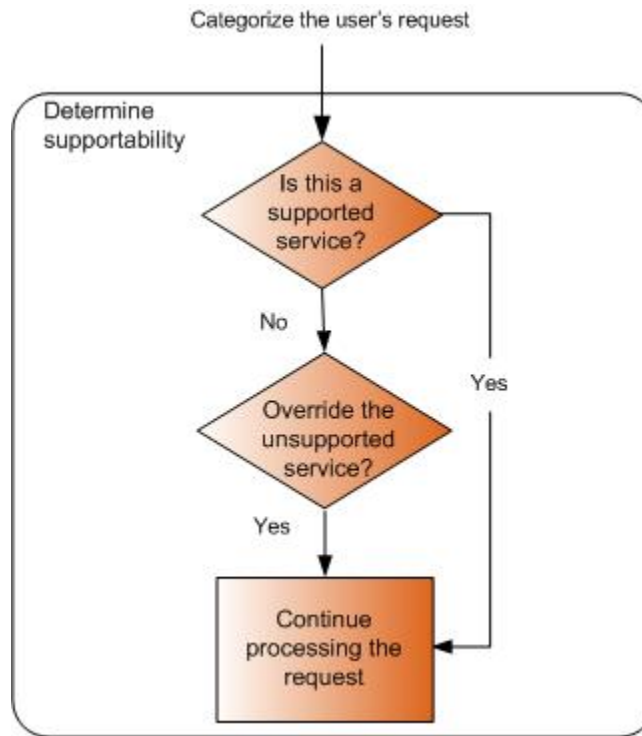 Categorize the user's request
Determine
supportability
Is this a
supported
service?
No
Yes
Override the
unsupported
service?
Yes
Continue
processing the
request